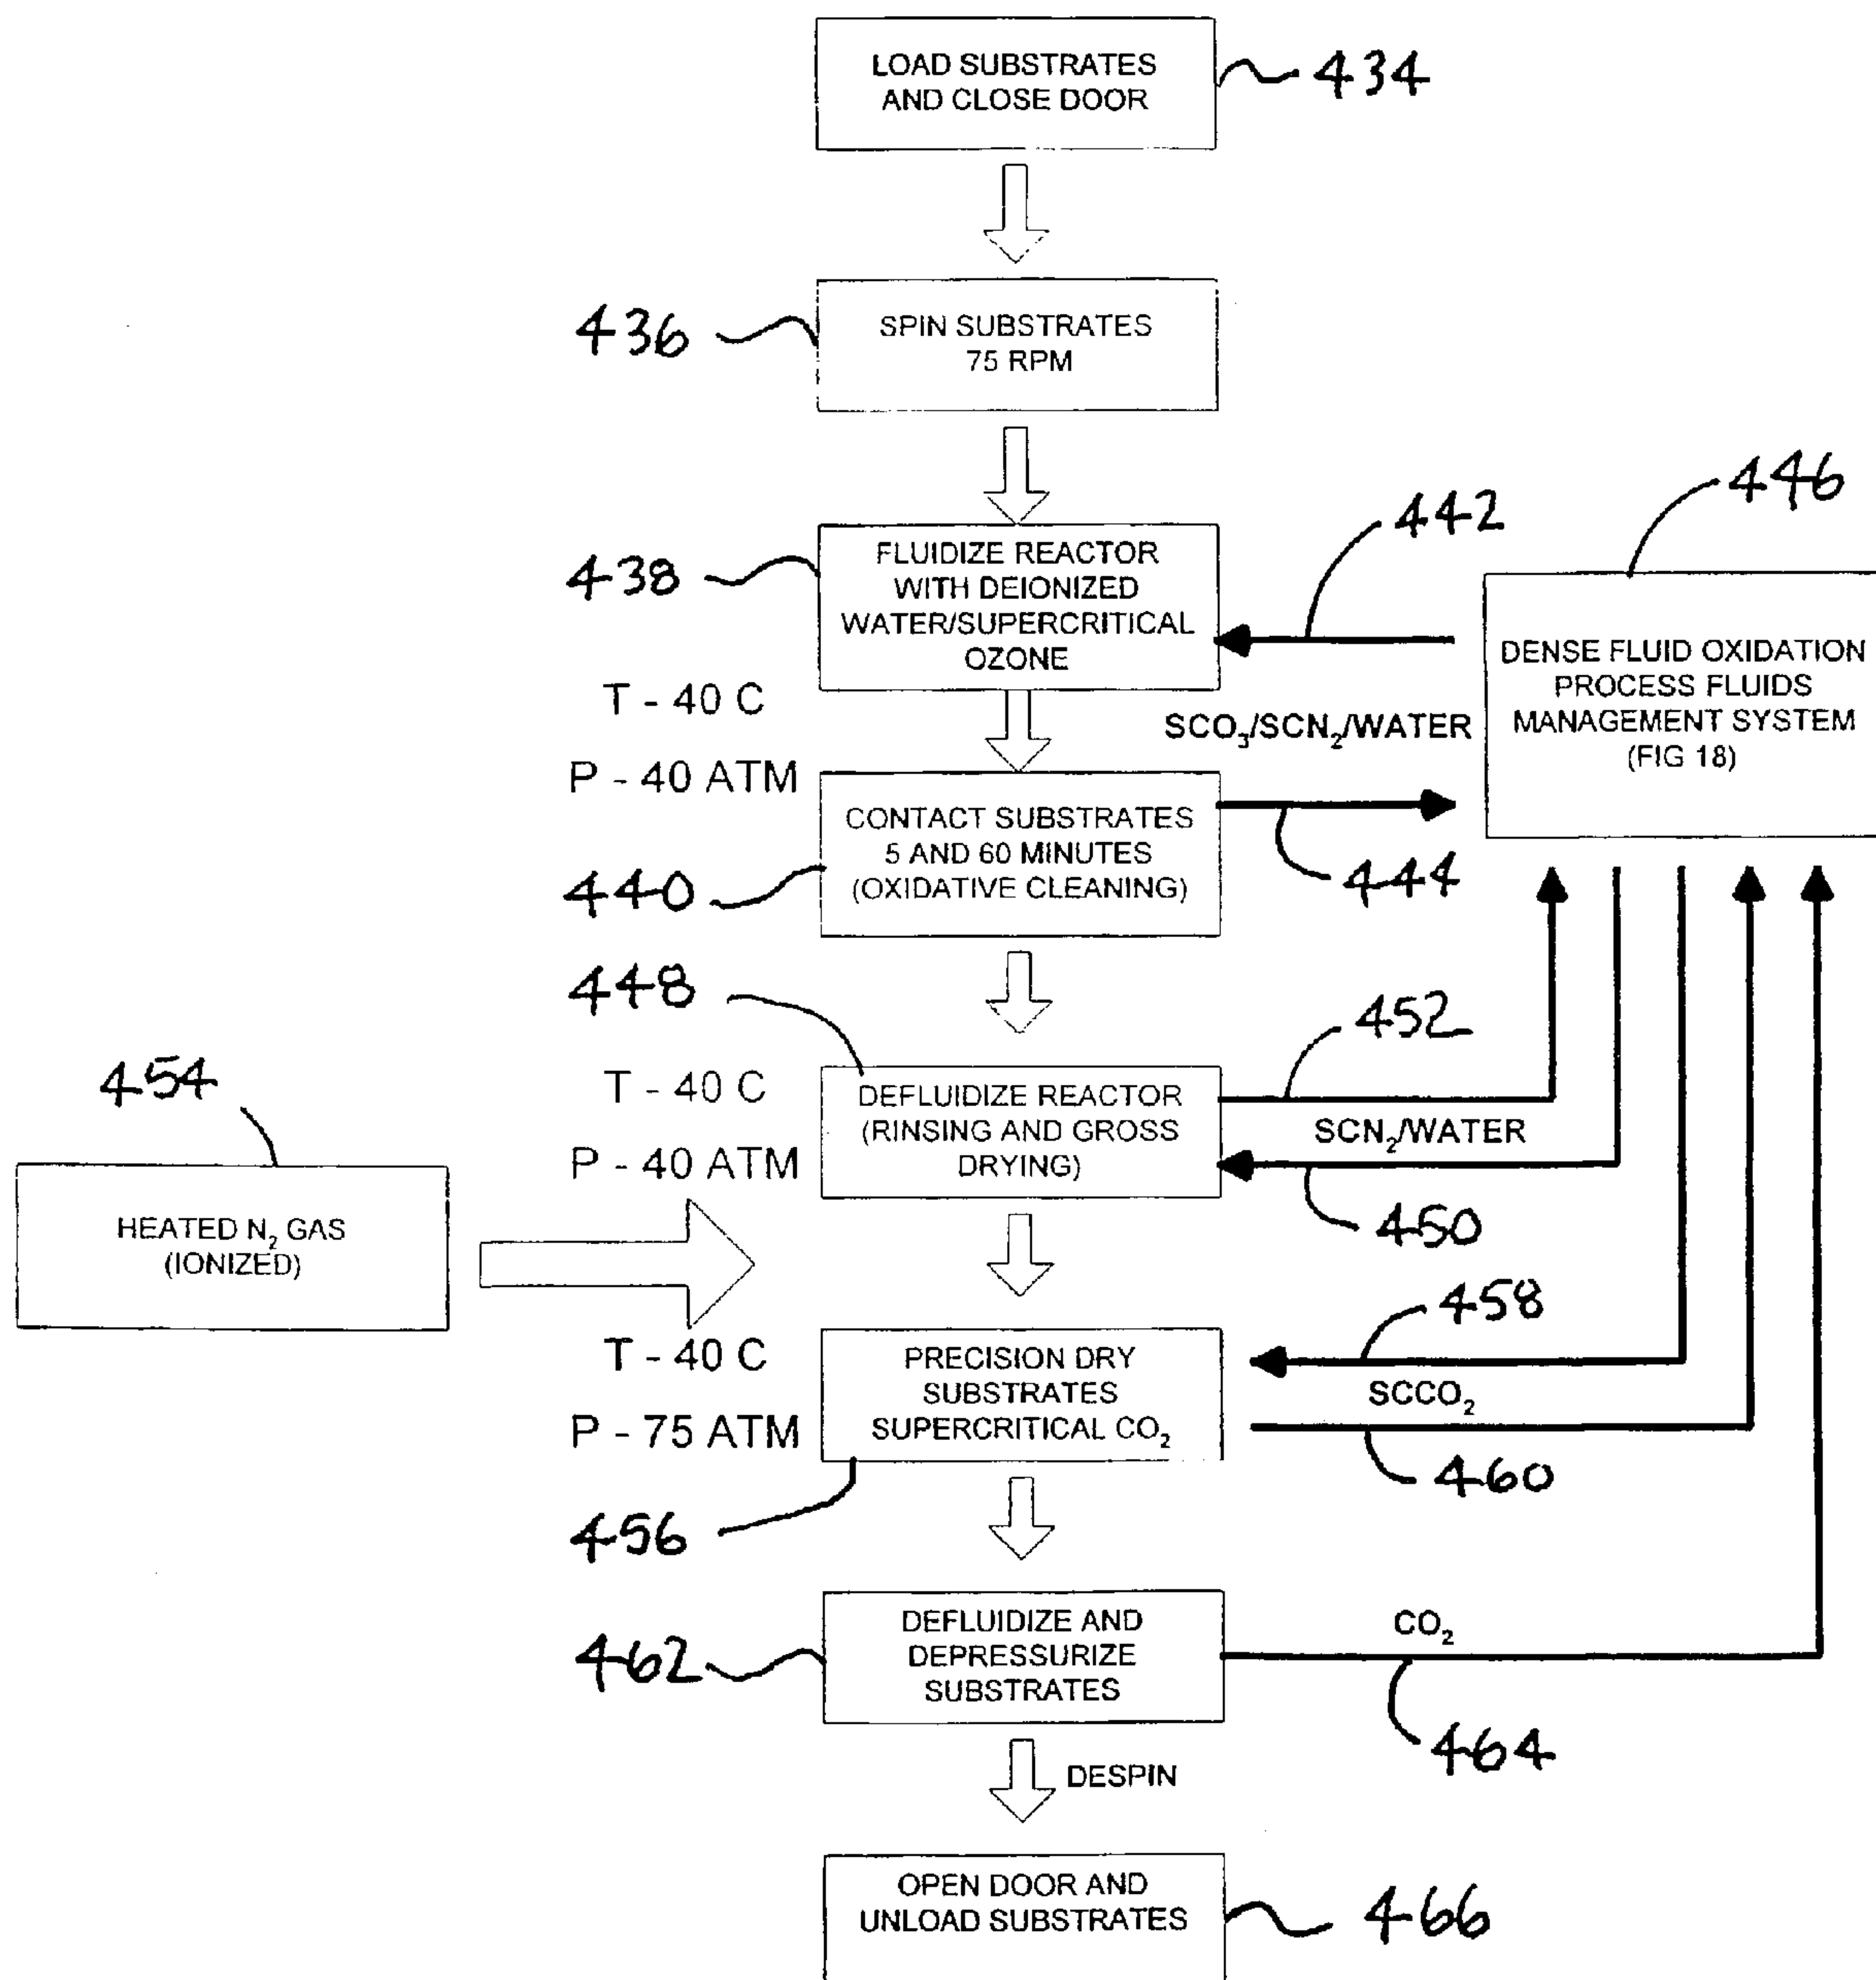 LOAD SUBSTRATES
AND CLOSE DOOR
434
436
SPIN SUBSTRATES
75 RPM
438
FLUIDIZE REACTOR
WITH DEIONIZED
WATER/SUPERCRITICAL
OZONE
442
446
DENSE FLUID OXIDATION
PROCESS FLUIDS
MANAGEMENT SYSTEM
(FIG 18)
T - 40 C
P - 40 ATM
SCO₃/SCN₂/WATER
CONTACT SUBSTRATES
5 AND 60 MINUTES
(OXIDATIVE CLEANING)
440
444
448
452
T - 40 C
P - 40 ATM
DEFLUIDIZE REACTOR
(RINSING AND GROSS
DRYING)
SCN₂/WATER
450
454
HEATED N₂ GAS
(IONIZED)
458
T - 40 C
P - 75 ATM
PRECISION DRY
SUBSTRATES
SUPERCRITICAL CO₂
SCCO₂
460
456
462
DEFLUIDIZE AND
DEPRESSURIZE
SUBSTRATES
CO₂
464
DESPIN
OPEN DOOR AND
UNLOAD SUBSTRATES
466